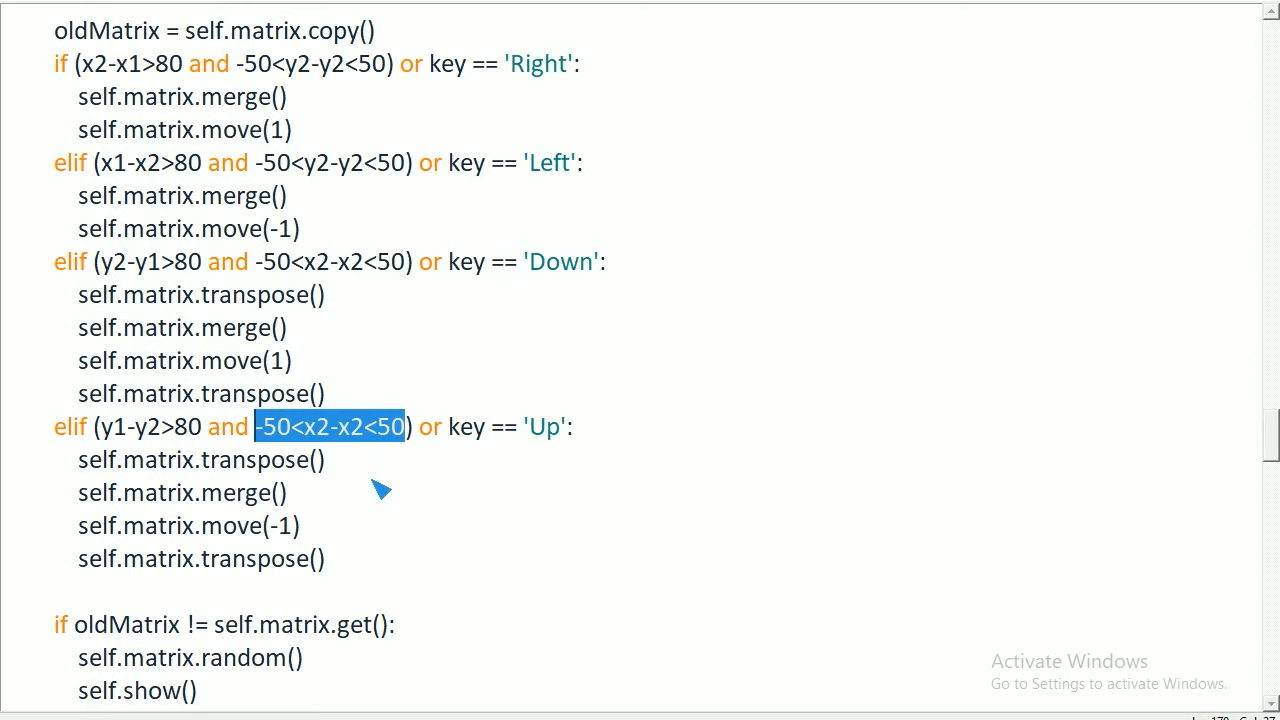 oldMatrix = self.matrix.copy()
if (x2-x1>80 and -50<y2-y2<50) or key == 'Right':
self.matrix.merge()
self.matrix.move(1)
elif (x1-x2>80 and -50<y2-y2<50) or key == 'Left':
self.matrix.merge()
self.matrix.move(-1)
elif (y2-y1>80 and -50<x2-x2<50) or key == 'Down':
self.matrix.transpose()
self.matrix.merge()
self.matrix.move(1)
self.matrix.transpose()
elif (y1-y2>80 and -50<x2-x2<50) or key == 'Up':
self.matrix.transpose()
self.matrix.merge()
self.matrix.move(-1)
self.matrix.transpose()
if oldMatrix != self.matrix.get():
self.matrix.random()
self.show()
Activate Windows
Go to Settings to activate Windows.